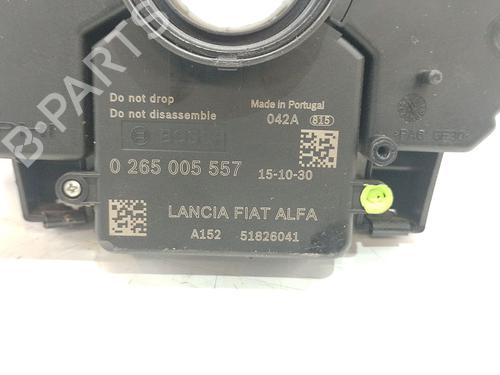 B-PARTS
Do not drop
Do not disassemble
Made in Portugal
042A 815
BOSCH
0 265 005 557 15-10-30
LANCIA FIAT ALFA
A152 51826041